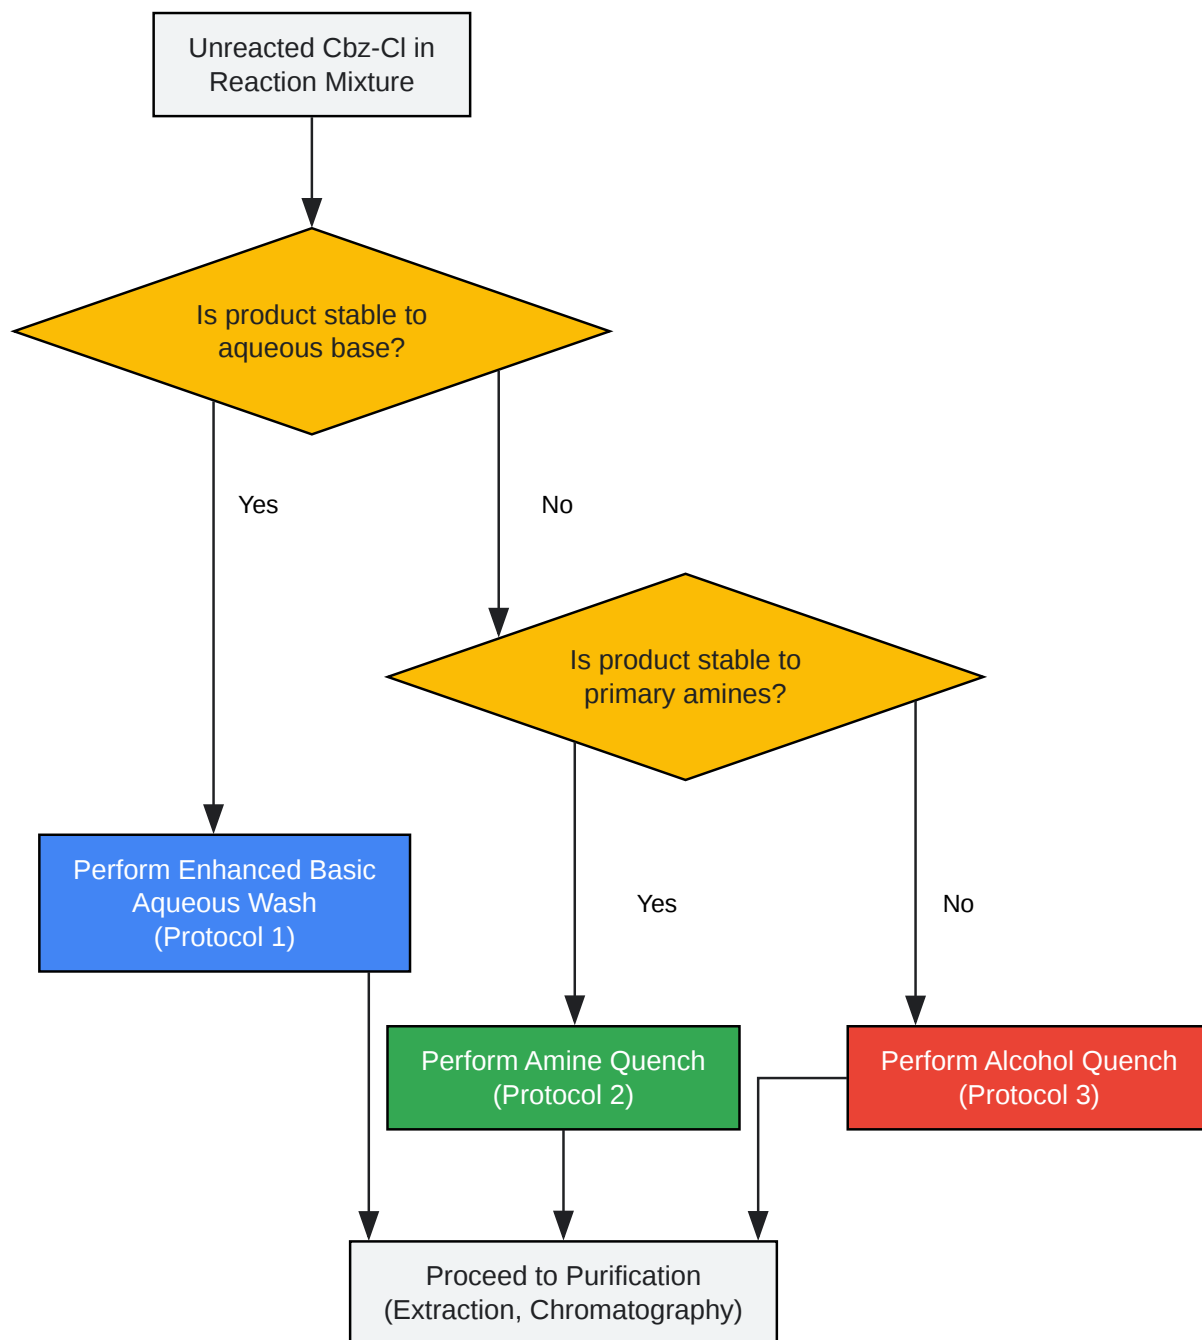 Unreacted Cbz-Cl in
Reaction Mixture
Is product stable to
aqueous base?
Yes
No
Is product stable to
primary amines?
Perform Enhanced Basic
Aqueous Wash
(Protocol 1)
Yes
No
Perform Amine Quench
(Protocol 2)
Perform Alcohol Quench
(Protocol 3)
Proceed to Purification
(Extraction, Chromatography)